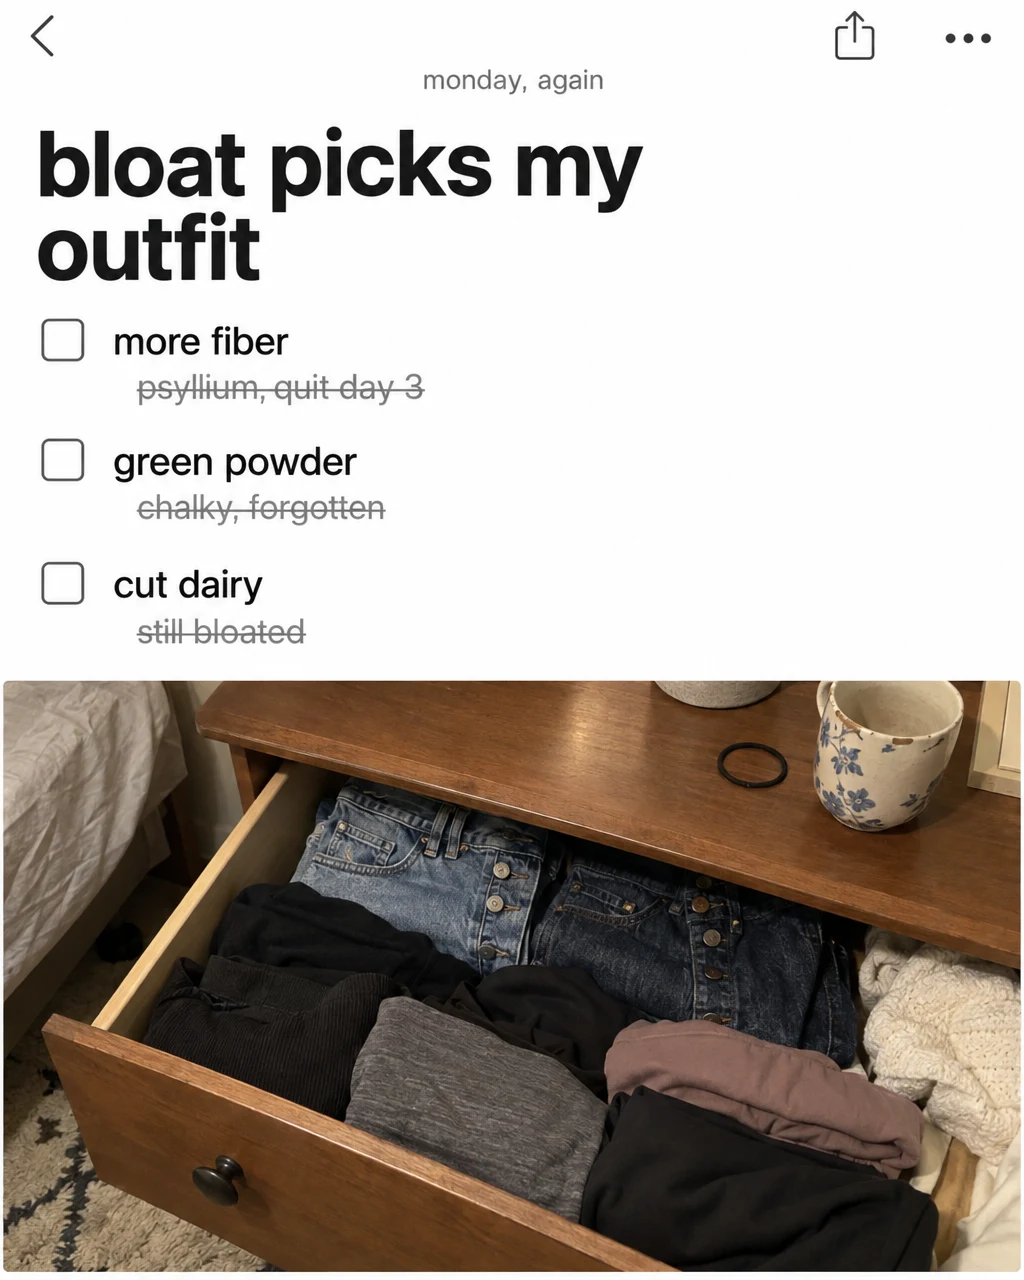 monday, again
bloat picks my
outfit
more fiber
psyllium, quit day 3
green powder
chalky, forgotten
cut dairy
still bloated